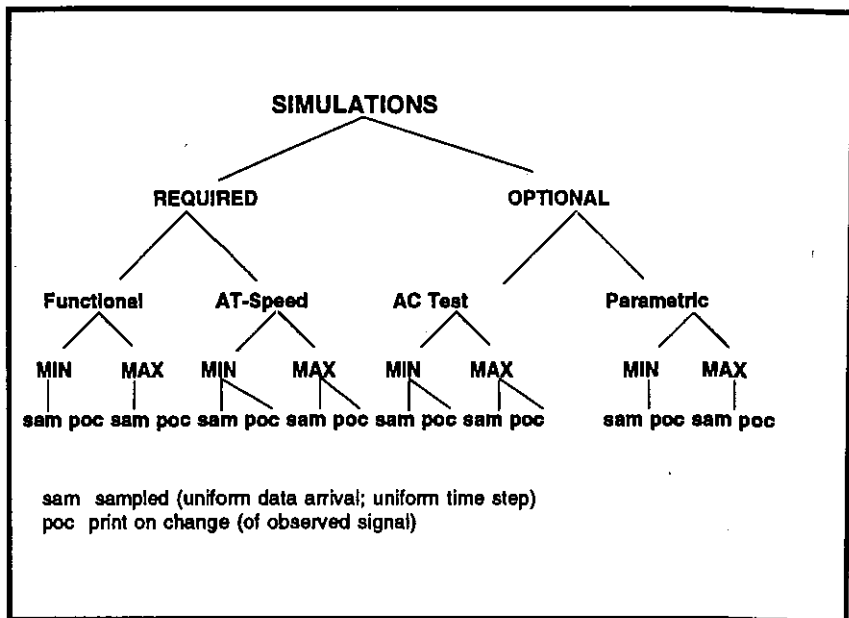 SIMULATIONS
REQUIRED OPTIONAL
Functional AT-Speed AC Test Parametric
MIN MAX MIN MAX MIN MAX MIN MAX
sam poc sam poc sam poc sam poc sam poc sam poc sam poc sam poc
sam sampled (uniform data arrival; uniform time step)
poc print on change (of observed signal)